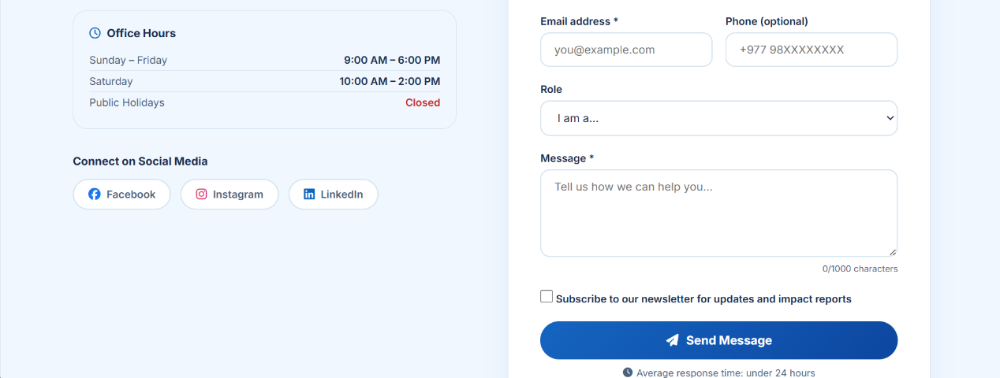 Office Hours
Sunday – Friday 9:00 AM – 6:00 PM
Saturday 10:00 AM – 2:00 PM
Public Holidays Closed
Connect on Social Media
Facebook Instagram LinkedIn
Email address * Phone (optional)
you@example.com +977 98XXXXXXXX
Role
I am a...
Message *
Tell us how we can help you...
0/1000 characters
Subscribe to our newsletter for updates and impact reports
Send Message
Average response time: under 24 hours